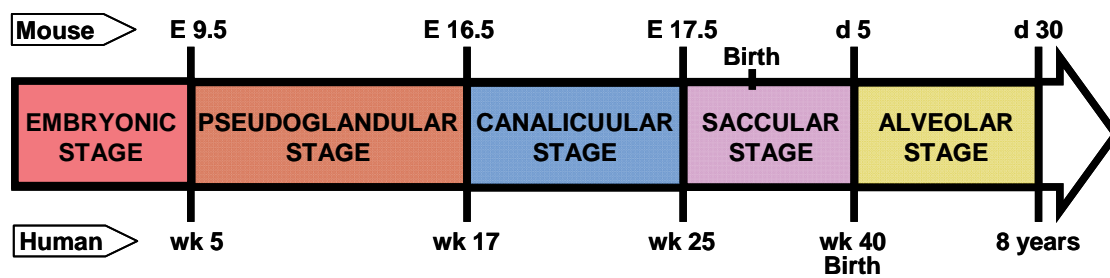 Mouse E 9.5 E 16.5 E 17.5 d 5 d 30
Birth
EMBRYONIC PSEUDOGLANDULAR CANALICUULAR SACCULAR ALVEOLAR
STAGE STAGE STAGE STAGE STAGE
Human wk 5 wk 17 wk 25 wk 40 8 years
Birth